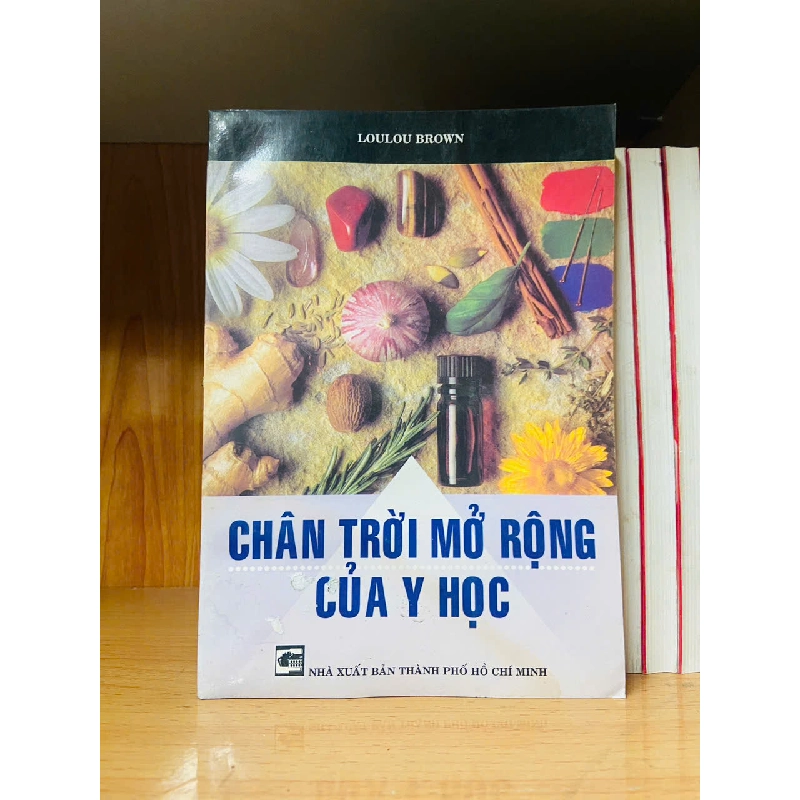 LOULOU BROWN
CHÂN TRỜI MỞ RỘNG
CỦA Y HỌC
NHÀ XUẤT BẢN THÀNH PHỐ HỒ CHÍ MINH